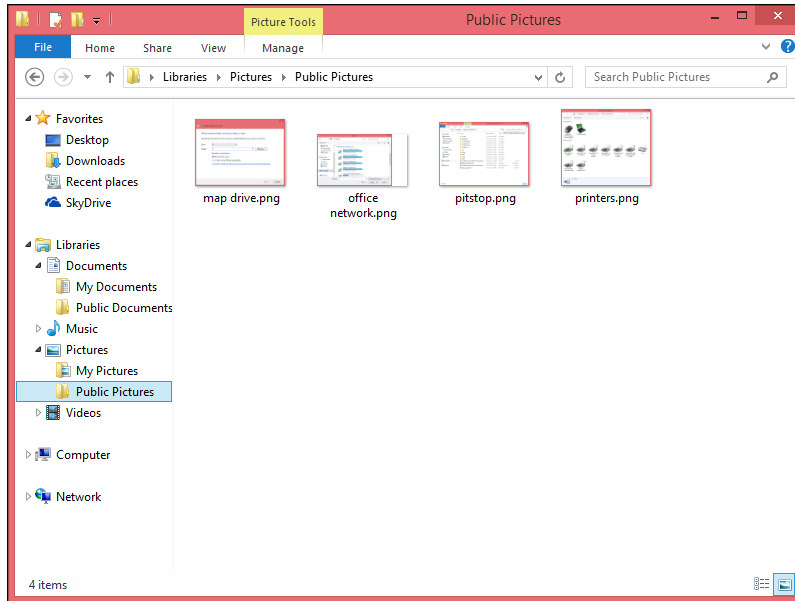 Picture Tools
Public Pictures
File
Home
Share
View
Manage
Libraries
Pictures
Public Pictures
Search Public Pictures
Favorites
Desktop
Downloads
Recent places
SkyDrive
Libraries
Documents
My Documents
Public Documents
Music
Pictures
My Pictures
Public Pictures
Videos
Computer
Network
map drive.png
office
network.png
pitstop.png
printers.png
4 items